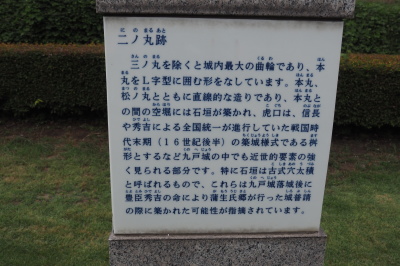 二ノ丸跡
三ノ丸を除くと城内最大の曲輪であり、本
丸をL字型に囲む形をなしています。本丸、
松ノ丸とともに直線的な造りであり、本丸と
の間の空堀には石垣が築かれ、虎口は、信長
や秀吉による全国統一が進行していた戦国時
代末期（16世紀後半）の築城様式である桝
形とするなど九戸城の中でも近世的要素の強
く見られる部分です。特に石垣は古式穴太積
と呼ばれるもので、これらは九戸城落城後に
豊臣秀吉の命により蒲生氏郷が行った城普請
の際に築かれた可能性が指摘されています。